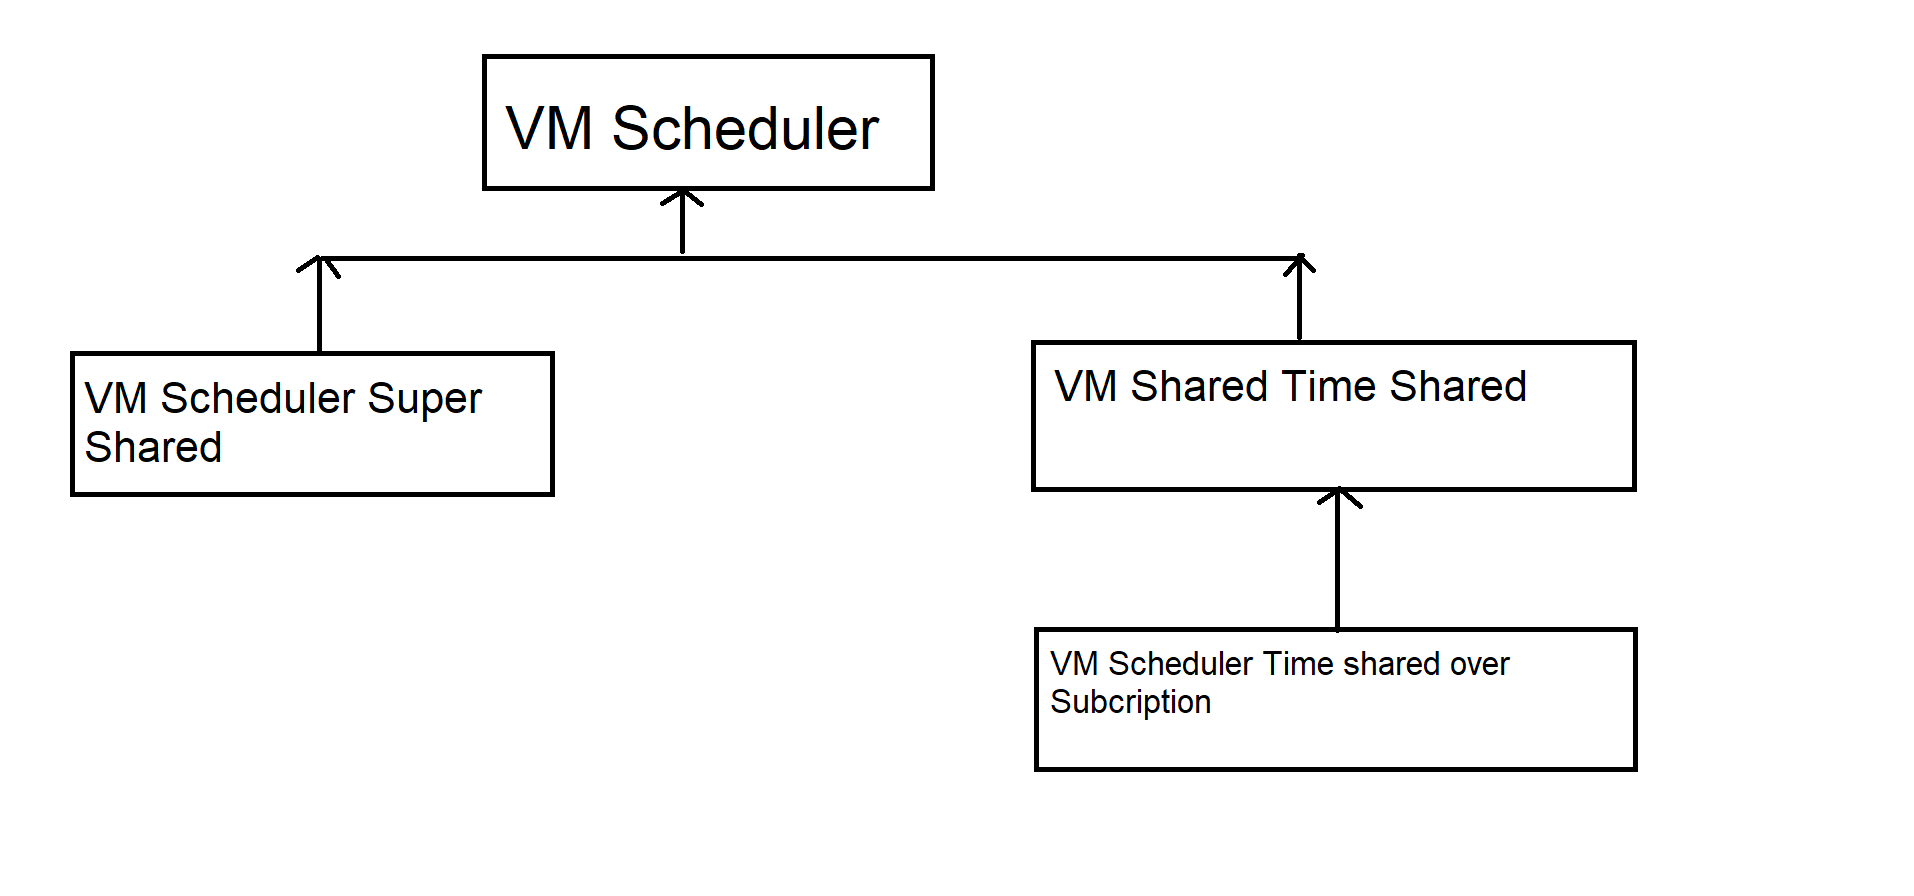 VM Scheduler
VM Scheduler Super
Shared
VM Shared Time Shared
VM Scheduler Time shared over
Subcription